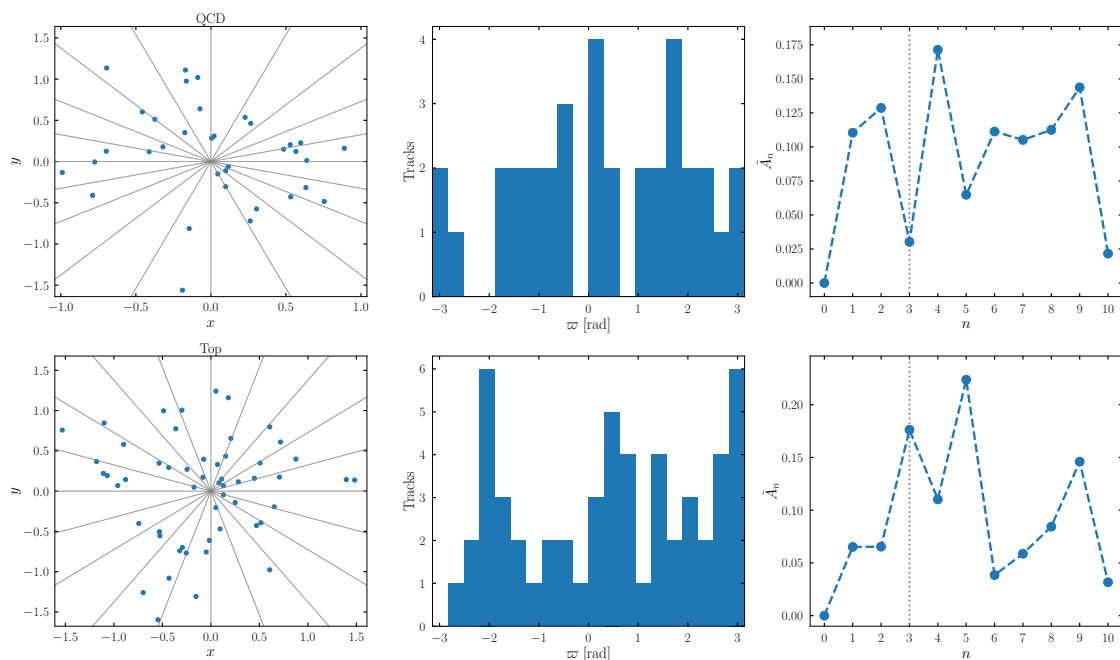 QCD
1.5
1.0
0.5
0.0
−0.5
−1.0
−1.5
y
−1.0 −0.5 0.0 0.5 1.0
x
4
3
2
1
0
Tracks
−3 −2 −1 0 1 2 3
ϖ [rad]
0.175
0.150
0.125
0.100
0.075
0.050
0.025
0.000
Ã_n
0 1 2 3 4 5 6 7 8 9 10
n
Top
1.5
1.0
0.5
0.0
−0.5
−1.0
−1.5
y
−1.5 −1.0 −0.5 0.0 0.5 1.0 1.5
x
6
5
4
3
2
1
0
Tracks
−3 −2 −1 0 1 2 3
ϖ [rad]
0.20
0.15
0.10
0.05
0.00
Ã_n
0 1 2 3 4 5 6 7 8 9 10
n